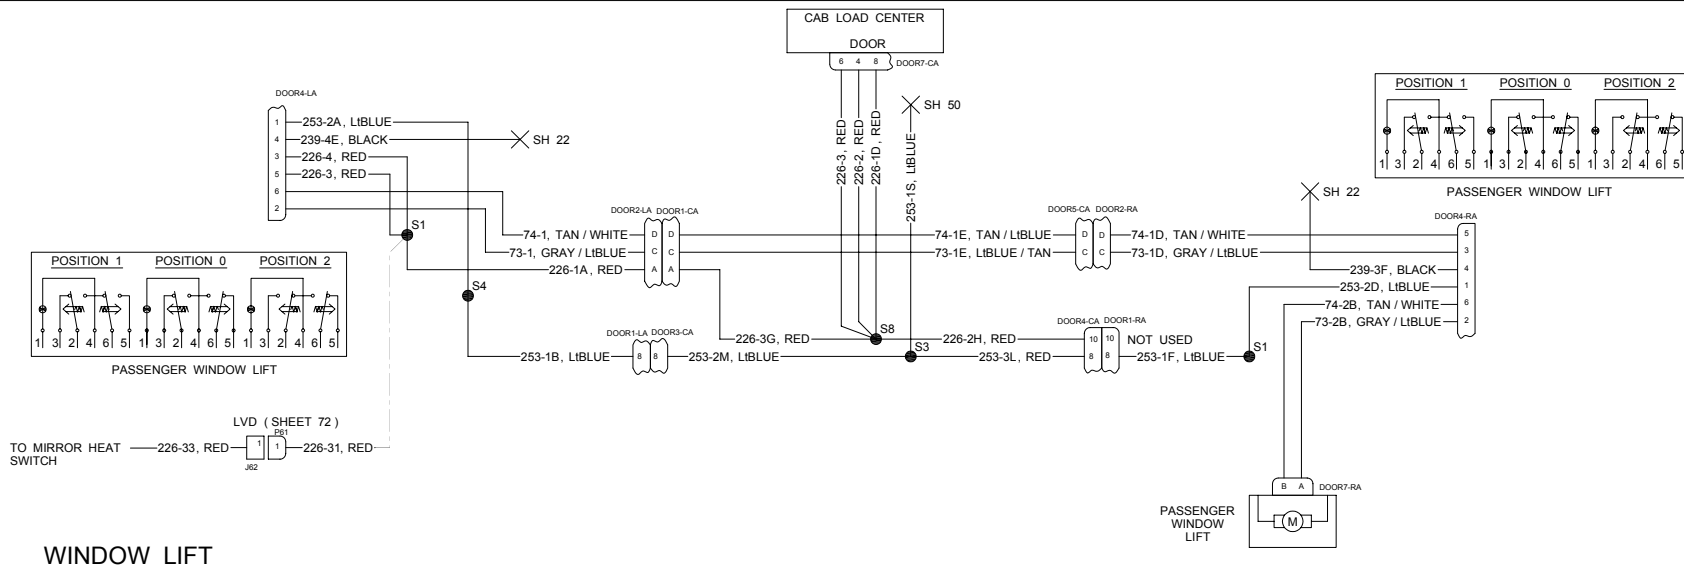 CAB LOAD CENTER
DOOR
6 4 8
DOOR7-CA
226-3, RED
226-2, RED
226-1D, RED
253-1S, LtBLUE
SH 50
DOOR4-LA
1
4
3
5
6
2
253-2A, LtBLUE
239-4E, BLACK
SH 22
226-4, RED
226-3, RED
S1
S4
POSITION 1 POSITION 0 POSITION 2
1 3 2 4 6 5 1 3 2 4 6 5 1 3 2 4 6 5
PASSENGER WINDOW LIFT
DOOR2-LA DOOR1-CA
74-1, TAN / WHITE
D D
73-1, GRAY / LtBLUE
C C
226-1A, RED
A A
74-1E, TAN / LtBLUE
73-1E, LtBLUE / TAN
DOOR5-CA DOOR2-RA
D D
C C
74-1D, TAN / WHITE
73-1D, GRAY / LtBLUE
POSITION 1 POSITION 0 POSITION 2
1 3 2 4 6 5 1 3 2 4 6 5 1 3 2 4 6 5
PASSENGER WINDOW LIFT
SH 22
DOOR4-RA
5
3
4
1
6
2
239-3F, BLACK
253-2D, LtBLUE
74-2B, TAN / WHITE
73-2B, GRAY / LtBLUE
226-3G, RED
S8
226-2H, RED
DOOR4-CA DOOR1-RA
10 10
NOT USED
DOOR1-LA DOOR3-CA
253-1B, LtBLUE
8 8
253-2M, LtBLUE
S3
253-3L, RED
8 8
253-1F, LtBLUE
S1
LVD ( SHEET 72 )
P61
TO MIRROR HEAT
SWITCH
226-33, RED
1
1
226-31, RED
J62
B A
DOOR7-RA
M
PASSENGER
WINDOW
LIFT
WINDOW LIFT